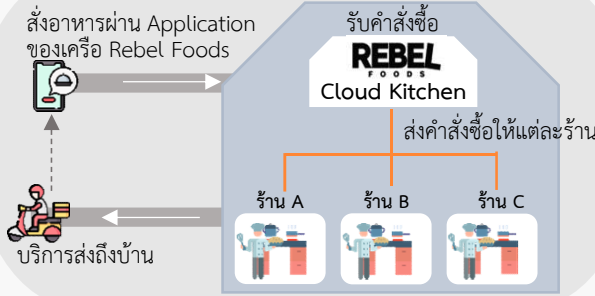 สั่งอาหารผ่าน Application
ของเครือ Rebel Foods
รับคำสั่งซื้อ
REBEL
FOODS
Cloud Kitchen
ส่งคำสั่งซื้อให้แต่ละร้าน
ร้าน A
ร้าน B
ร้าน C
บริการส่งถึงบ้าน